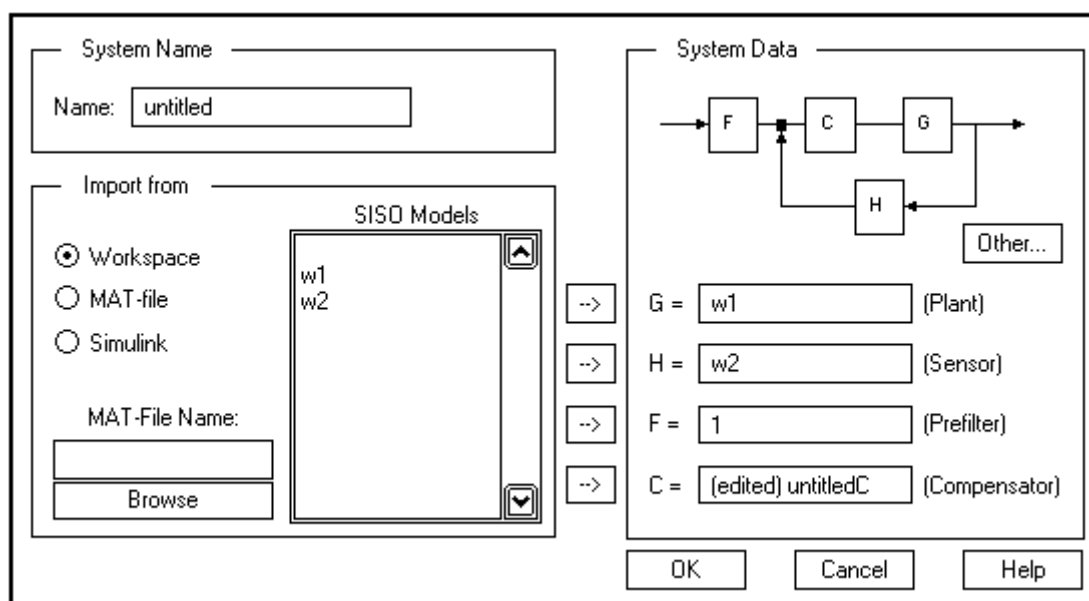 System Name
Name: untitled
Import from
SISO Models
Workspace
MAT-file
Simulink
w1
w2
MAT-File Name:
Browse
System Data
F C G
H
Other...
--> G = w1 (Plant)
--> H = w2 (Sensor)
--> F = 1 (Prefilter)
--> C = (edited) untitledC (Compensator)
OK Cancel Help